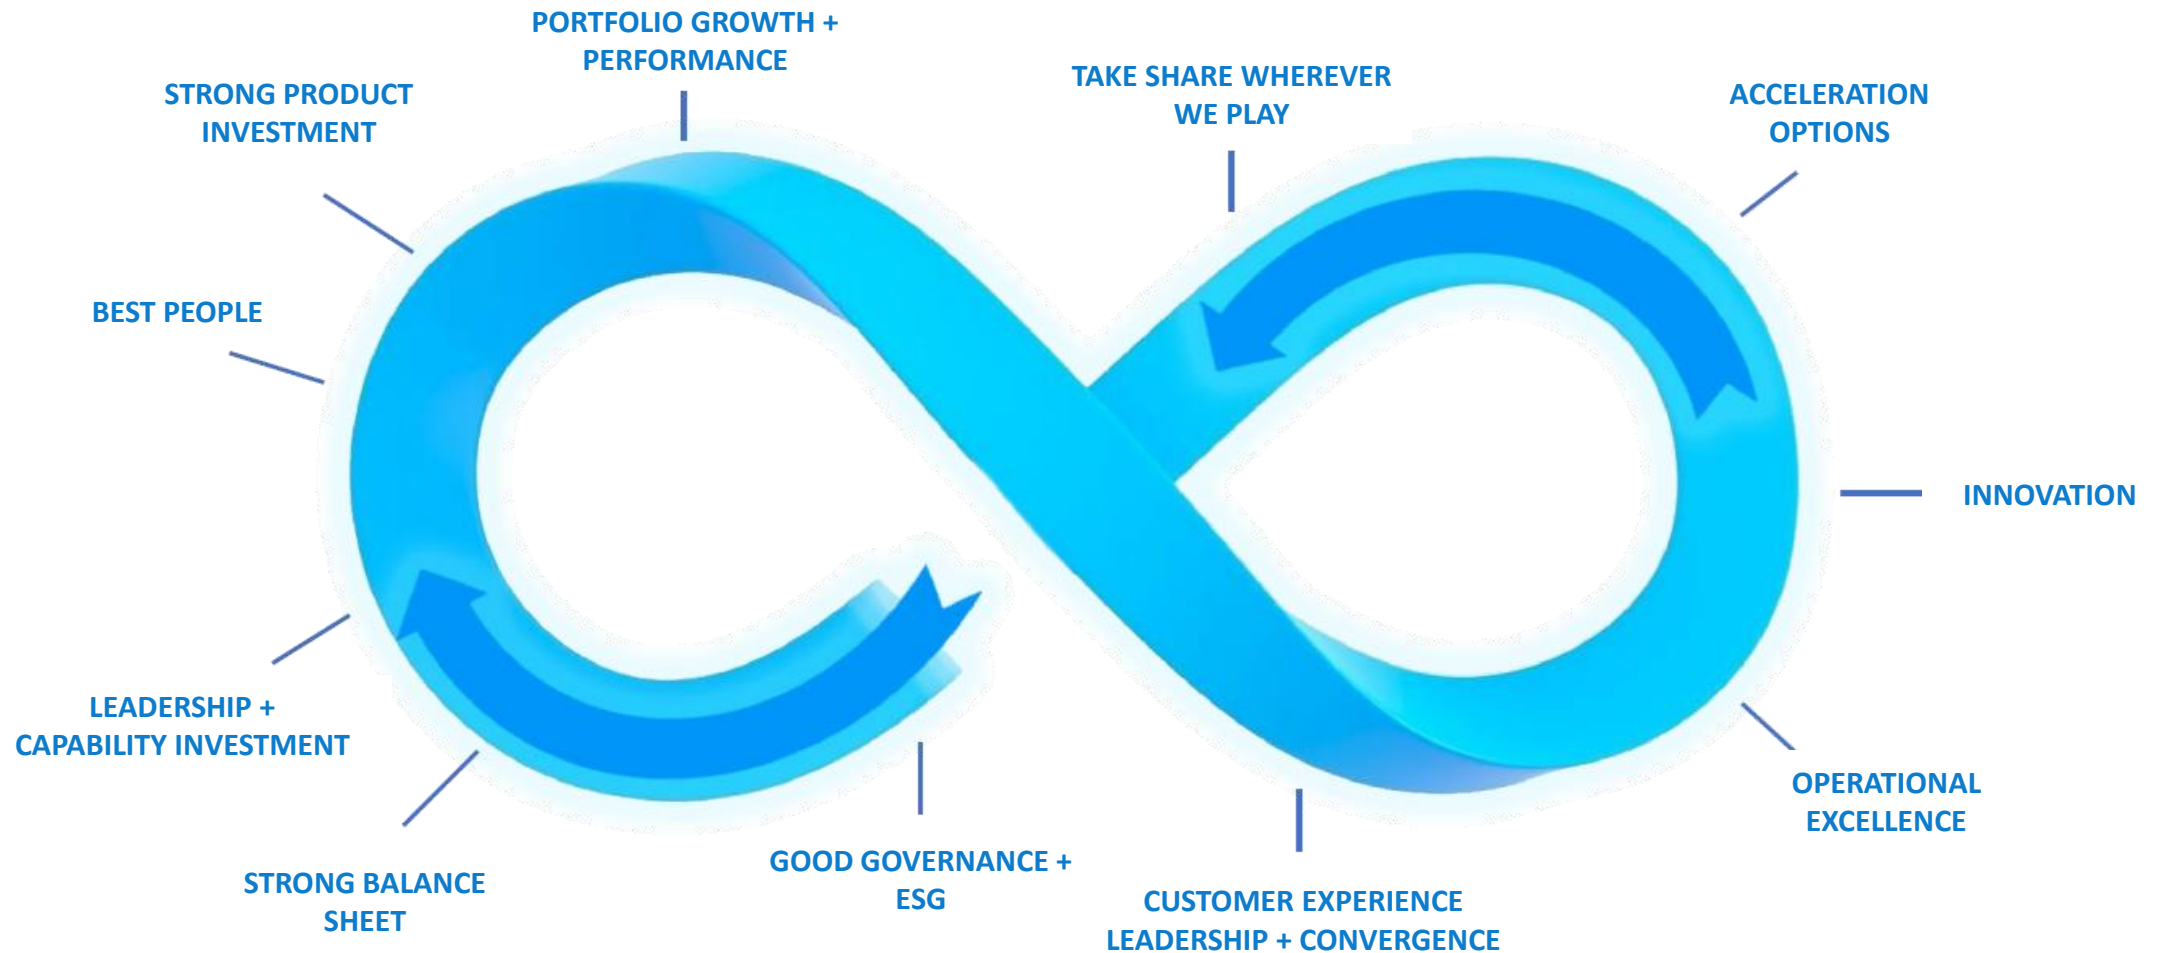 PORTFOLIO GROWTH +
PERFORMANCE
TAKE SHARE WHEREVER
WE PLAY
STRONG PRODUCT
INVESTMENT
ACCELERATION
OPTIONS
BEST PEOPLE
INNOVATION
LEADERSHIP +
CAPABILITY INVESTMENT
OPERATIONAL
EXCELLENCE
STRONG BALANCE
SHEET
GOOD GOVERNANCE +
ESG
CUSTOMER EXPERIENCE
LEADERSHIP + CONVERGENCE